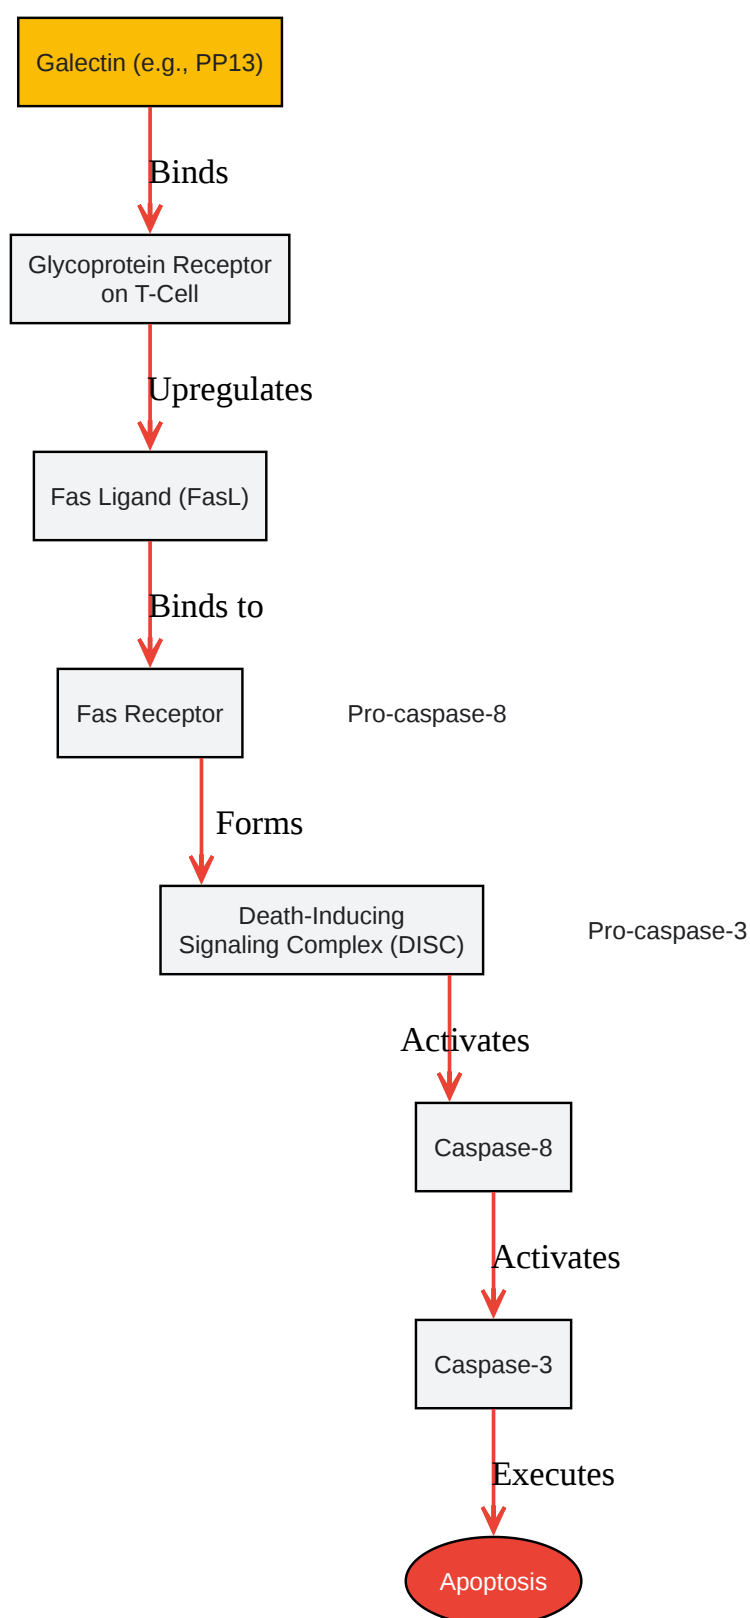 Galectin (e.g., PP13)
Binds
Glycoprotein Receptor
on T-Cell
Upregulates
Fas Ligand (FasL)
Binds to
Fas Receptor
Pro-caspase-8
Forms
Death-Inducing
Signaling Complex (DISC)
Pro-caspase-3
Activates
Caspase-8
Activates
Caspase-3
Executes
Apoptosis